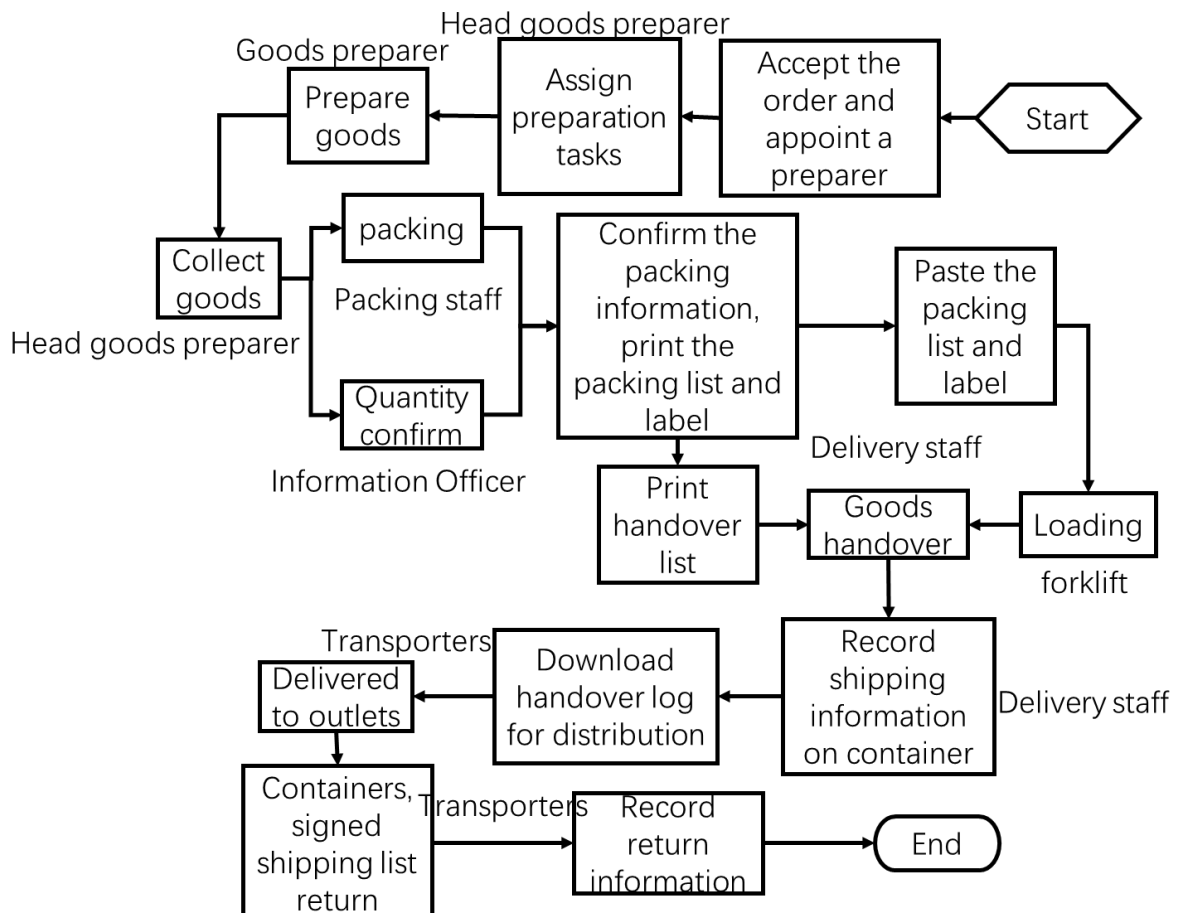 Head goods preparer
Goods preparer
Start
Accept the
order and
appoint a
preparer
Assign
preparation
tasks
Prepare
goods
Collect
goods
Head goods preparer
packing
Packing staff
Quantity
confirm
Information Officer
Confirm the
packing
information,
print the
packing list and
label
Paste the
packing
list and
label
Delivery staff
Print
handover
list
Goods
handover
Loading
forklift
Record
shipping
information
on container
Delivery staff
Download
handover log
for distribution
Transporters
Delivered
to outlets
Containers,
signed
shipping list
return
Transporters
Record
return
information
End